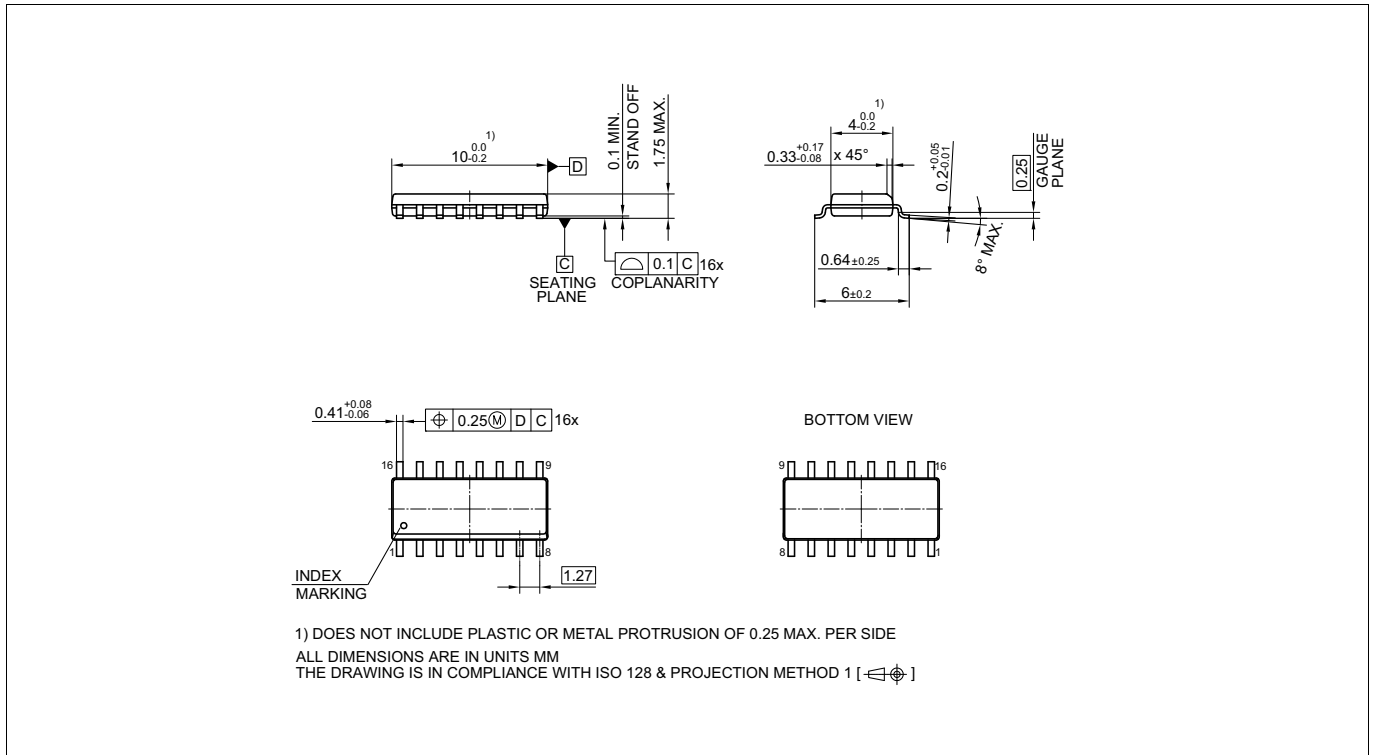 10 0.0 -0.2 1)
D
0.1 MIN.
STAND OFF
1.75 MAX.
C
SEATING
PLANE
0.1 C 16x
COPLANARITY
4 0.0 -0.2 1)
0.33 +0.17 -0.08 x 45°
0.2 +0.05 -0.01
0.25
GAUGE
PLANE
8° MAX.
0.64 ±0.25
6 ±0.2
0.41 +0.08 -0.06
⌖ 0.25 Ⓜ D C 16x
16 9
1 8
INDEX
MARKING
1.27
BOTTOM VIEW
9 16
8 1
1) DOES NOT INCLUDE PLASTIC OR METAL PROTRUSION OF 0.25 MAX. PER SIDE
ALL DIMENSIONS ARE IN UNITS MM
THE DRAWING IS IN COMPLIANCE WITH ISO 128 & PROJECTION METHOD 1 [ ]